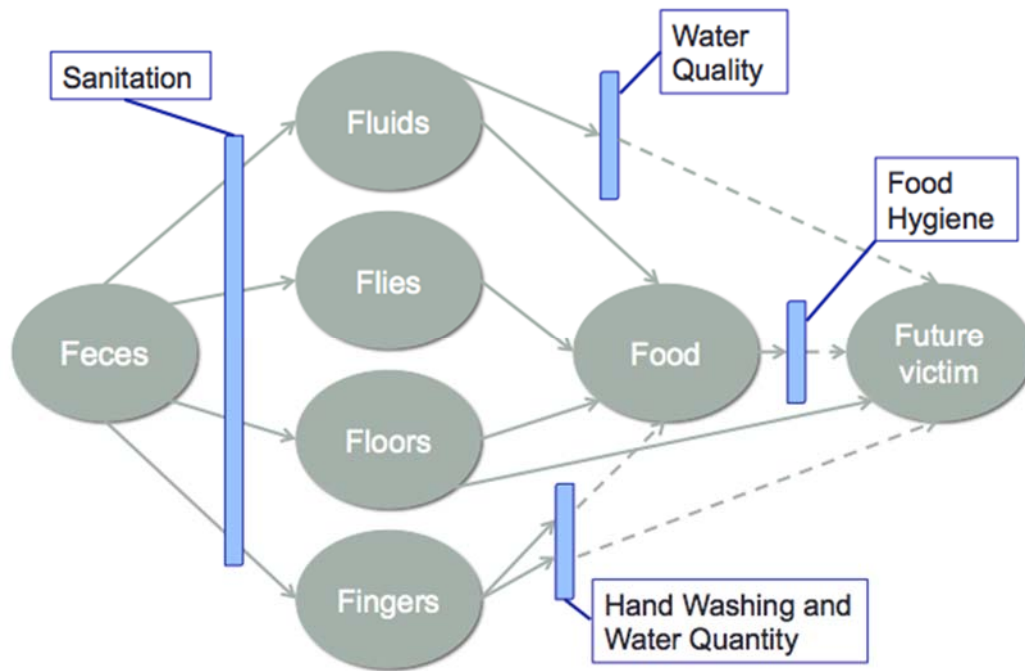 Sanitation
Water
Quality
Fluids
Food
Hygiene
Flies
Feces
Food
Future
victim
Floors
Fingers
Hand Washing and
Water Quantity